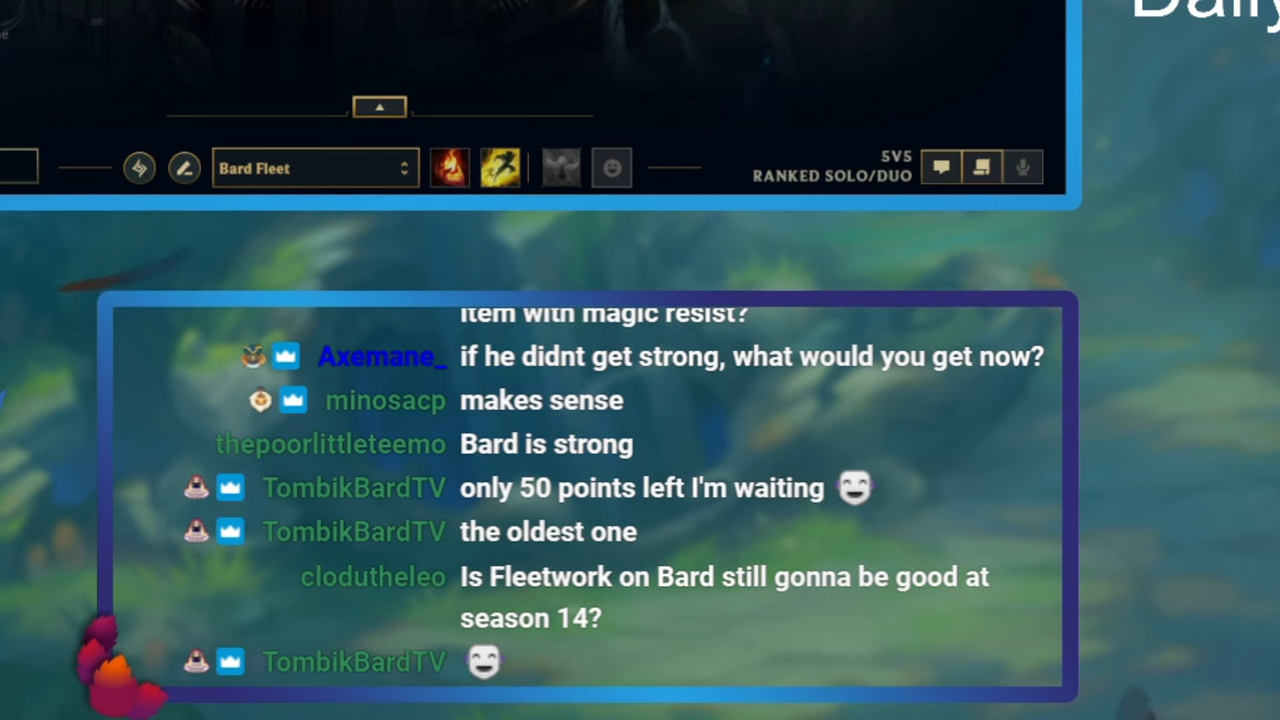 Daily
Bard Fleet
5V5
RANKED SOLO/DUO
item with magic resist?
Axemane_ if he didnt get strong, what would you get now?
minosacp makes sense
thepoorlittleteemo Bard is strong
TombikBardTV only 50 points left I'm waiting
TombikBardTV the oldest one
clodutheleo Is Fleetwork on Bard still gonna be good at
season 14?
TombikBardTV